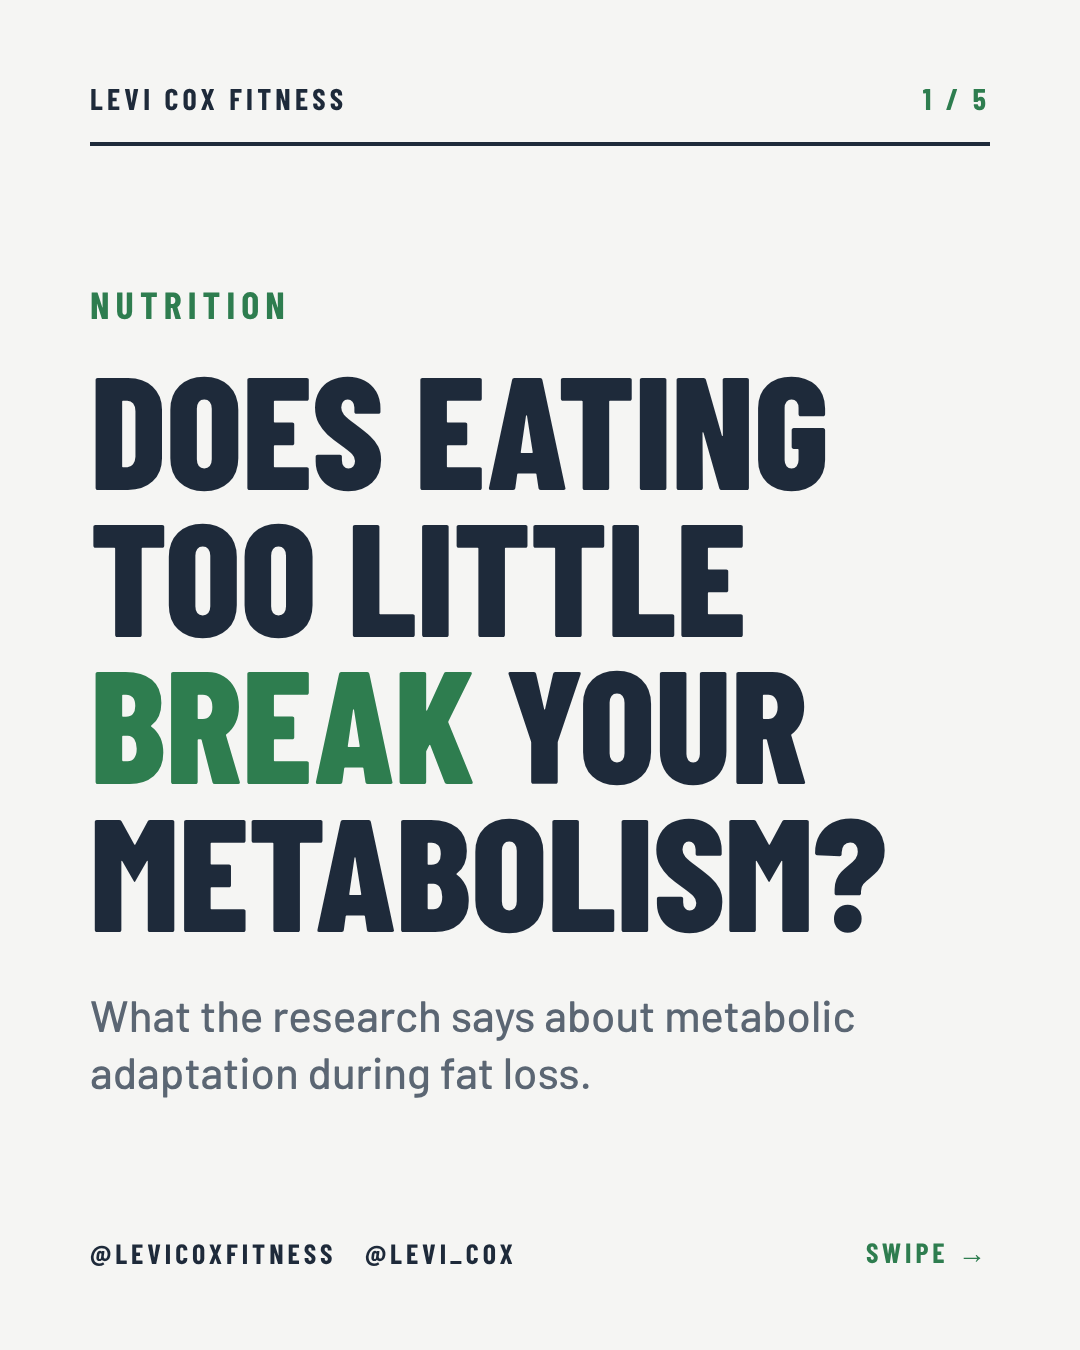 LEVI COX FITNESS
1 / 5
NUTRITION
DOES EATING
TOO LITTLE
BREAK YOUR
METABOLISM?
What the research says about metabolic
adaptation during fat loss.
@LEVICOXFITNESS @LEVI_COX
SWIPE →